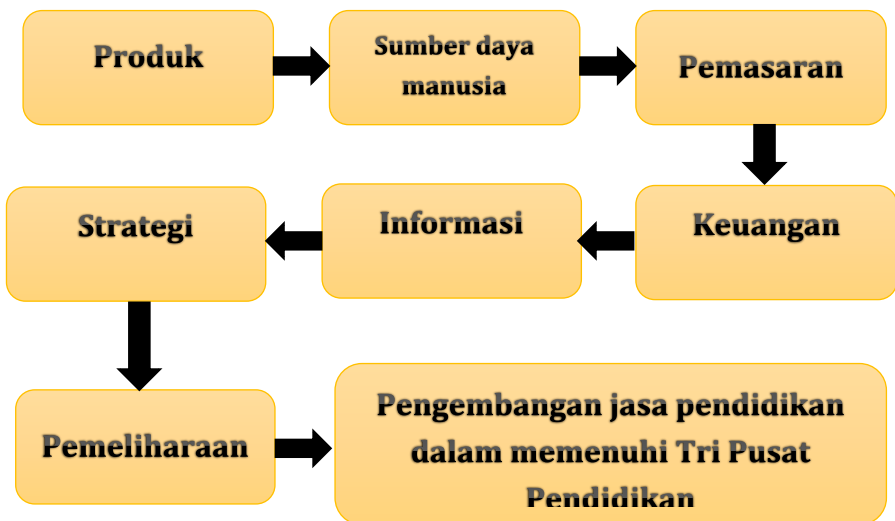 Produk
Sumber daya
manusia
Pemasaran
Keuangan
Informasi
Strategi
Pemeliharaan
Pengembangan jasa pendidikan
dalam memenuhi Tri Pusat
Pendidikan